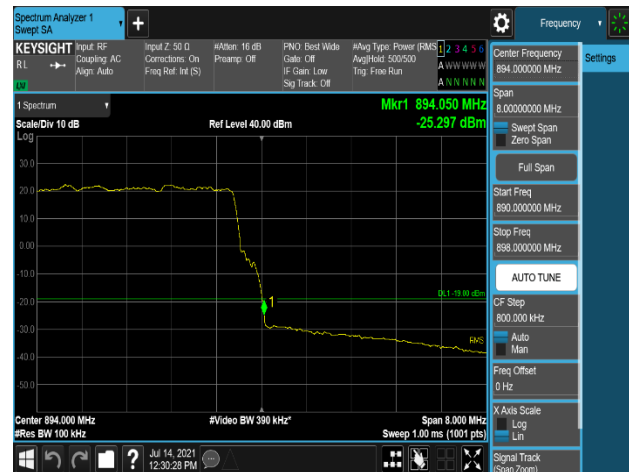 Spectrum Analyzer 1
Swept SA
Frequency
KEYSIGHT
RL
Input: RF
Coupling: AC
Align: Auto
Input Z: 50 Ω
Corrections: On
Freq Ref: Int (S)
#Atten: 16 dB
Preamp: Off
PNO: Best Wide
Gate: Off
IF Gain: Low
Sig Track: Off
#Avg Type: Power (RMS
Avg|Hold: 500/500
Trig: Free Run
1 2 3 4 5 6
A W W W W W
A N N N N N
LM
1 Spectrum
Scale/Div 10 dB
Log
Ref Level 40.00 dBm
Mkr1 894.050 MHz
-25.297 dBm
30.0
20.0
10.0
0.00
-10.0
-20.0
-30.0
-40.0
-50.0
1
DL1 -19.00 dBm
RMS
Center 894.000 MHz
#Res BW 100 kHz
#Video BW 390 kHz*
Span 8.000 MHz
Sweep 1.00 ms (1001 pts)
Center Frequency
894.000000 MHz
Settings
Span
8.00000000 MHz
Swept Span
Zero Span
Full Span
Start Freq
890.000000 MHz
Stop Freq
898.000000 MHz
AUTO TUNE
CF Step
800.000 kHz
Auto
Man
Freq Offset
0 Hz
X Axis Scale
Log
Lin
Signal Track
(Span Zoom)
?
Jul 14, 2021
12:30:28 PM